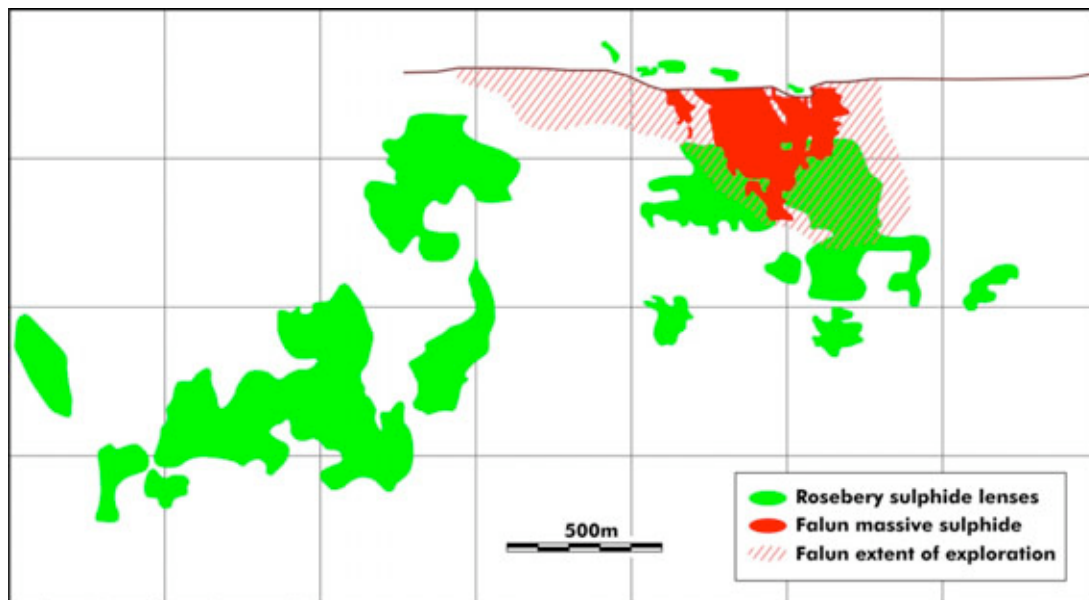 Rosebery sulphide lenses
500m
Falun massive sulphide
Falun extent of exploration